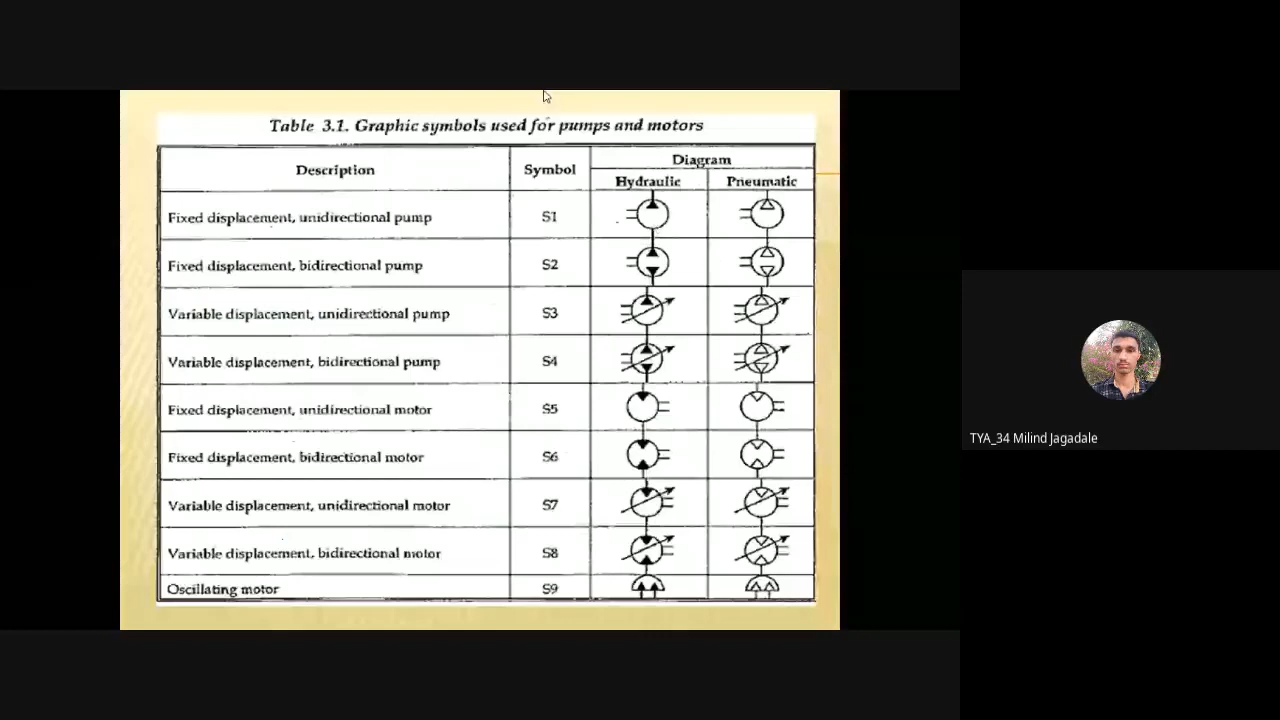 Table 3.1. Graphic symbols used for pumps and motors
Description Symbol Diagram
Hydraulic Pneumatic
Fixed displacement, unidirectional pump S1
Fixed displacement, bidirectional pump S2
Variable displacement, unidirectional pump S3
Variable displacement, bidirectional pump S4
Fixed displacement, unidirectional motor S5
Fixed displacement, bidirectional motor S6
Variable displacement, unidirectional motor S7
Variable displacement, bidirectional motor S8
Oscillating motor S9
TYA_34 Milind Jagadale